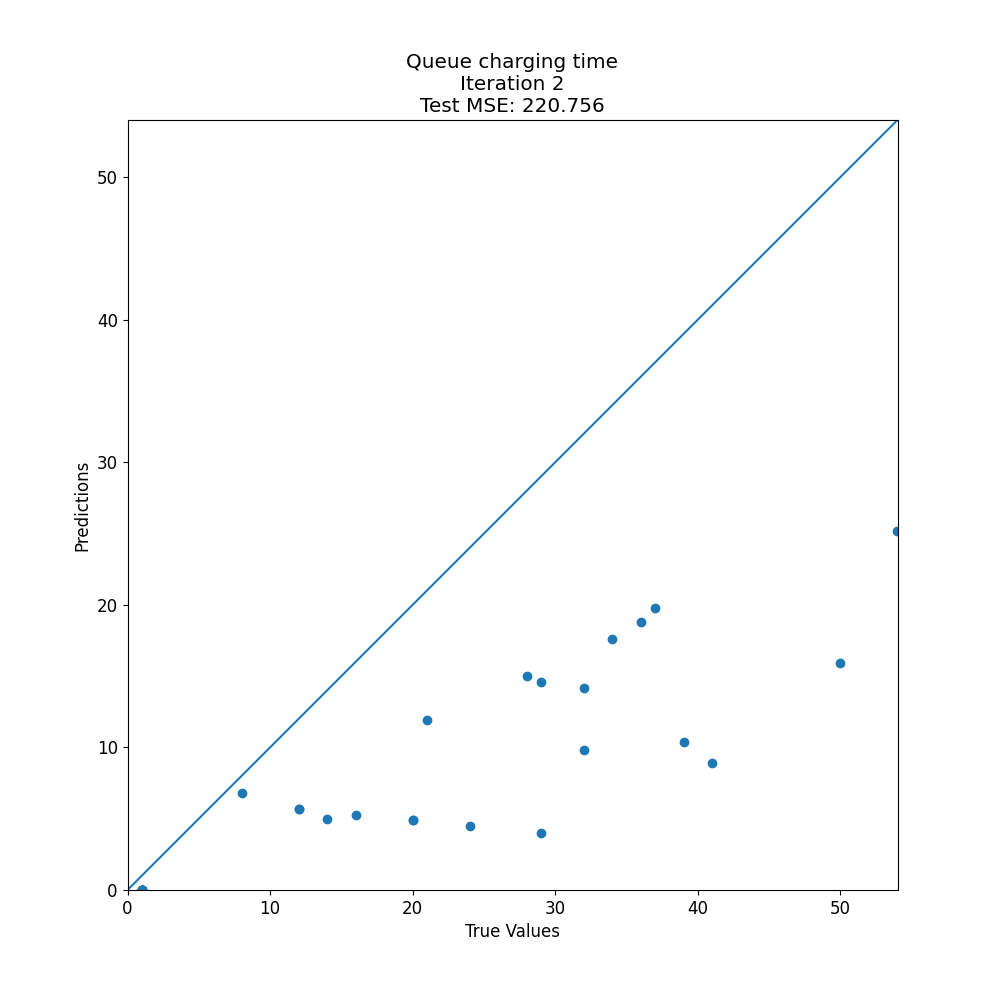 Queue charging time
Iteration 2
Test MSE: 220.756
50
40
30
20
10
0
Predictions
0 10 20 30 40 50
True Values